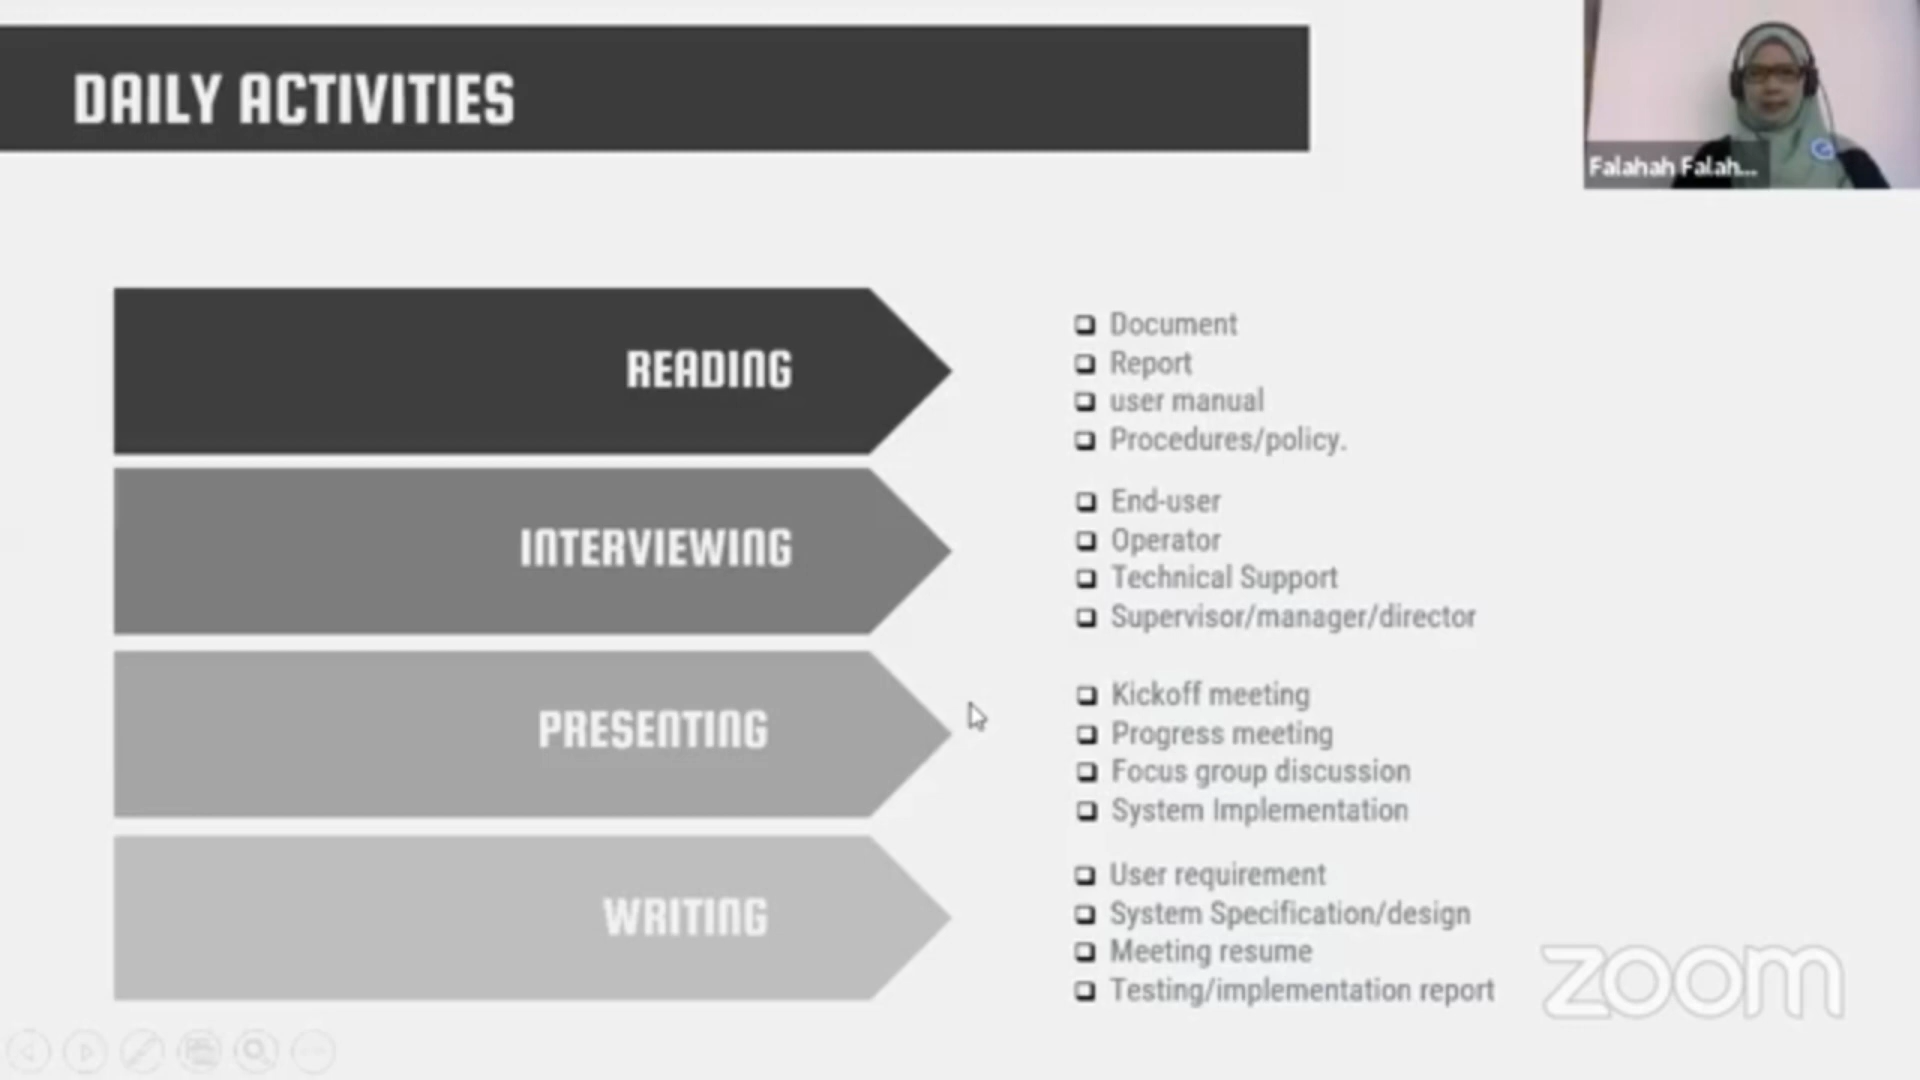 DAILY ACTIVITIES
Falahah Falah...
READING
Document
Report
user manual
Procedures/policy.
INTERVIEWING
End-user
Operator
Technical Support
Supervisor/manager/director
PRESENTING
Kickoff meeting
Progress meeting
Focus group discussion
System Implementation
WRITING
User requirement
System Specification/design
Meeting resume
Testing/implementation report
zoom